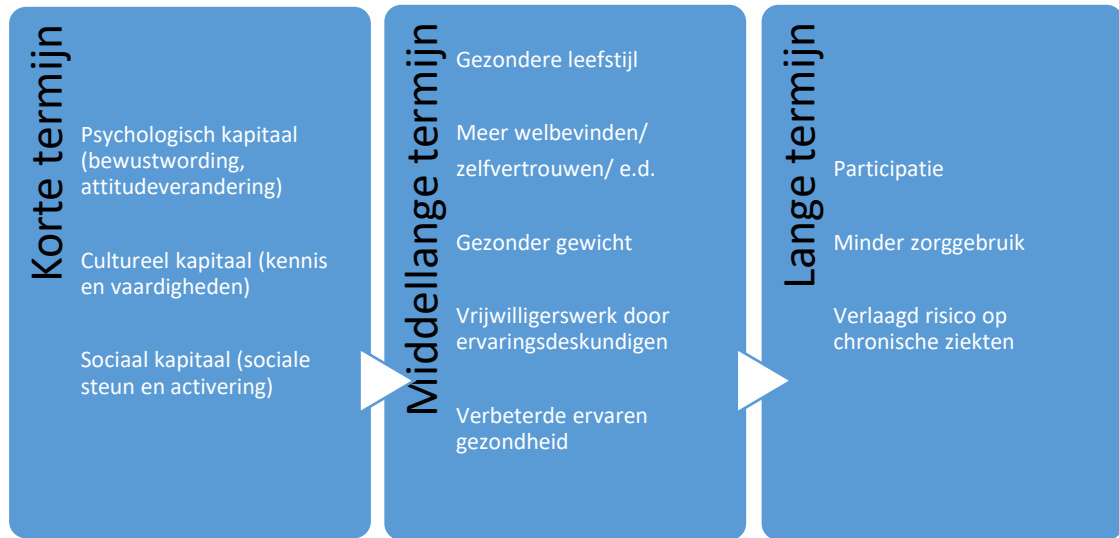 Korte termijn
Psychologisch kapitaal
(bewustwording,
attitudeverandering)
Cultureel kapitaal (kennis
en vaardigheden)
Sociaal kapitaal (sociale
steun en activering)
Middellange termijn
Gezondere leefstijl
Meer welbevinden/
zelfvertrouwen/ e.d.
Gezonder gewicht
Vrijwilligerswerk door
ervaringsdeskundigen
Verbeterde ervaren
gezondheid
Lange termijn
Participatie
Minder zorggebruik
Verlaagd risico op
chronische ziekten